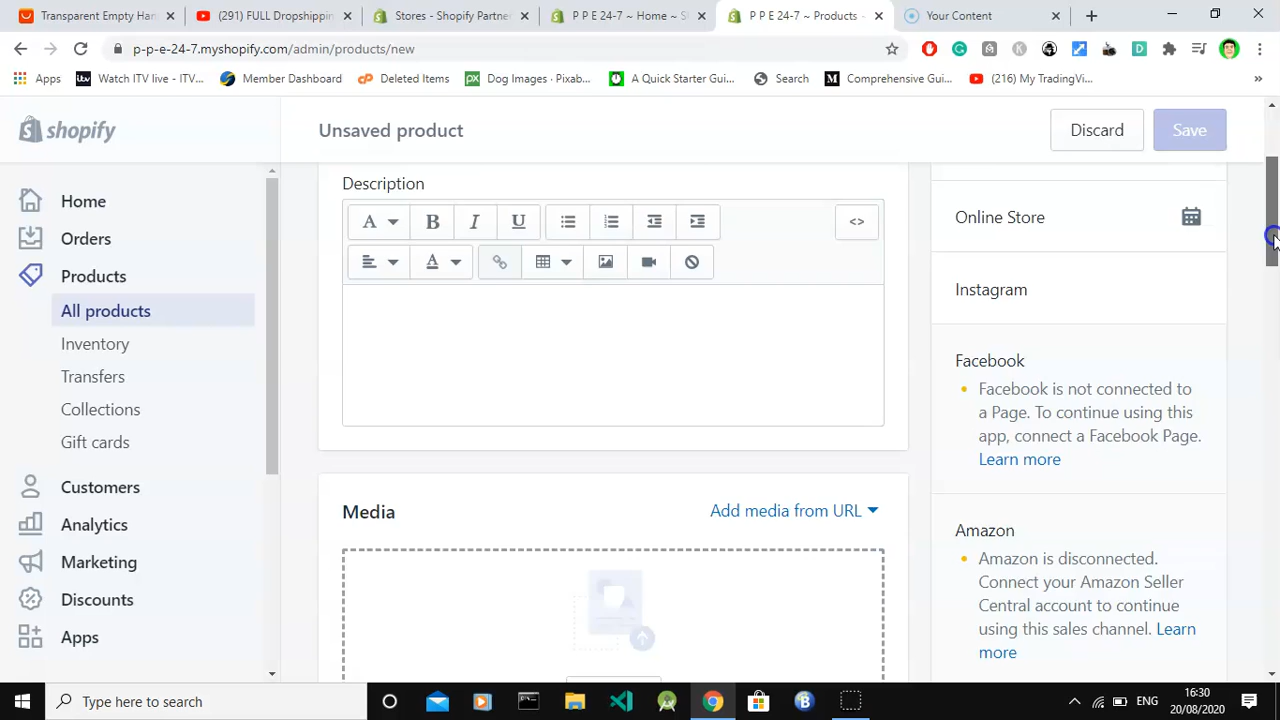 Transparent Empty Han
(291) FULL Dropshippin
Stores - Shopify Partner
P P E 24-7 ~ Home ~ S
P P E 24-7 ~ Products -
Your Content
p-p-e-24-7.myshopify.com/admin/products/new
Apps
Watch ITV live - ITV...
Member Dashboard
Deleted Items
Dog Images · Pixab...
A Quick Starter Gui...
Search
Comprehensive Gui...
(216) My TradingVi...
shopify
Unsaved product
Discard
Save
Home
Orders
Products
All products
Inventory
Transfers
Collections
Gift cards
Customers
Analytics
Marketing
Discounts
Apps
Description
A
B
I
U
<>
A
Media
Add media from URL
Online Store
Instagram
Facebook
Facebook is not connected to
a Page. To continue using this
app, connect a Facebook Page.
Learn more
Amazon
Amazon is disconnected.
Connect your Amazon Seller
Central account to continue
using this sales channel. Learn
more
Type here to search
ENG
16:30
20/08/2020